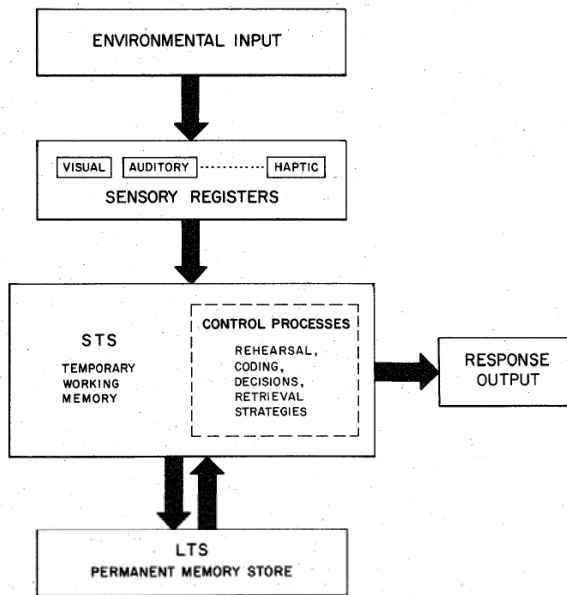 ENVIRONMENTAL INPUT
VISUAL AUDITORY HAPTIC
SENSORY REGISTERS
STS
TEMPORARY
WORKING
MEMORY
CONTROL PROCESSES
REHEARSAL,
CODING,
DECISIONS,
RETRIEVAL
STRATEGIES
RESPONSE
OUTPUT
LTS
PERMANENT MEMORY STORE